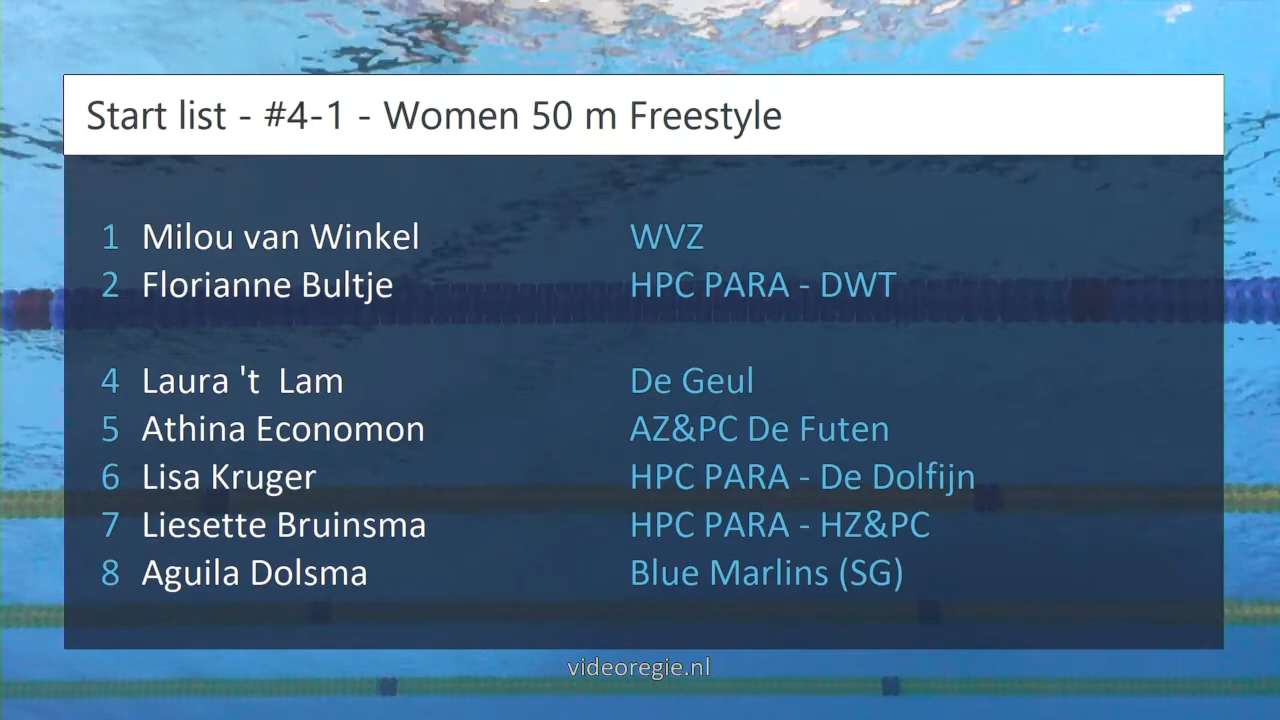 Start list - #4-1 - Women 50 m Freestyle
1 Milou van Winkel WVZ
2 Florianne Bultje HPC PARA - DWT
4 Laura 't  Lam De Geul
5 Athina Economon AZ&PC De Futen
6 Lisa Kruger HPC PARA - De Dolfijn
7 Liesette Bruinsma HPC PARA - HZ&PC
8 Aguila Dolsma Blue Marlins (SG)
videoregie.nl